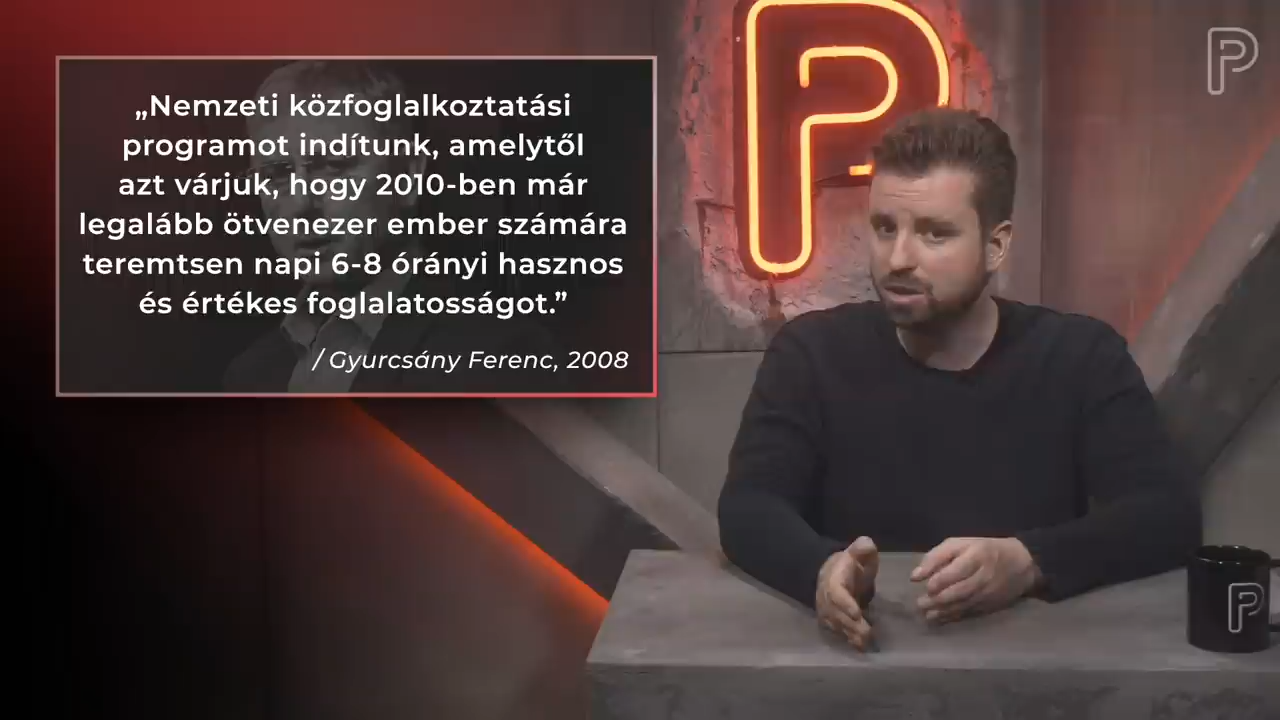 „Nemzeti közfoglalkoztatási
programot indítunk, amelytől
azt várjuk, hogy 2010-ben már
legalább ötvenezer ember számára
teremtsen napi 6-8 órányi hasznos
és értékes foglalatosságot.”
/ Gyurcsány Ferenc, 2008
P
P
P